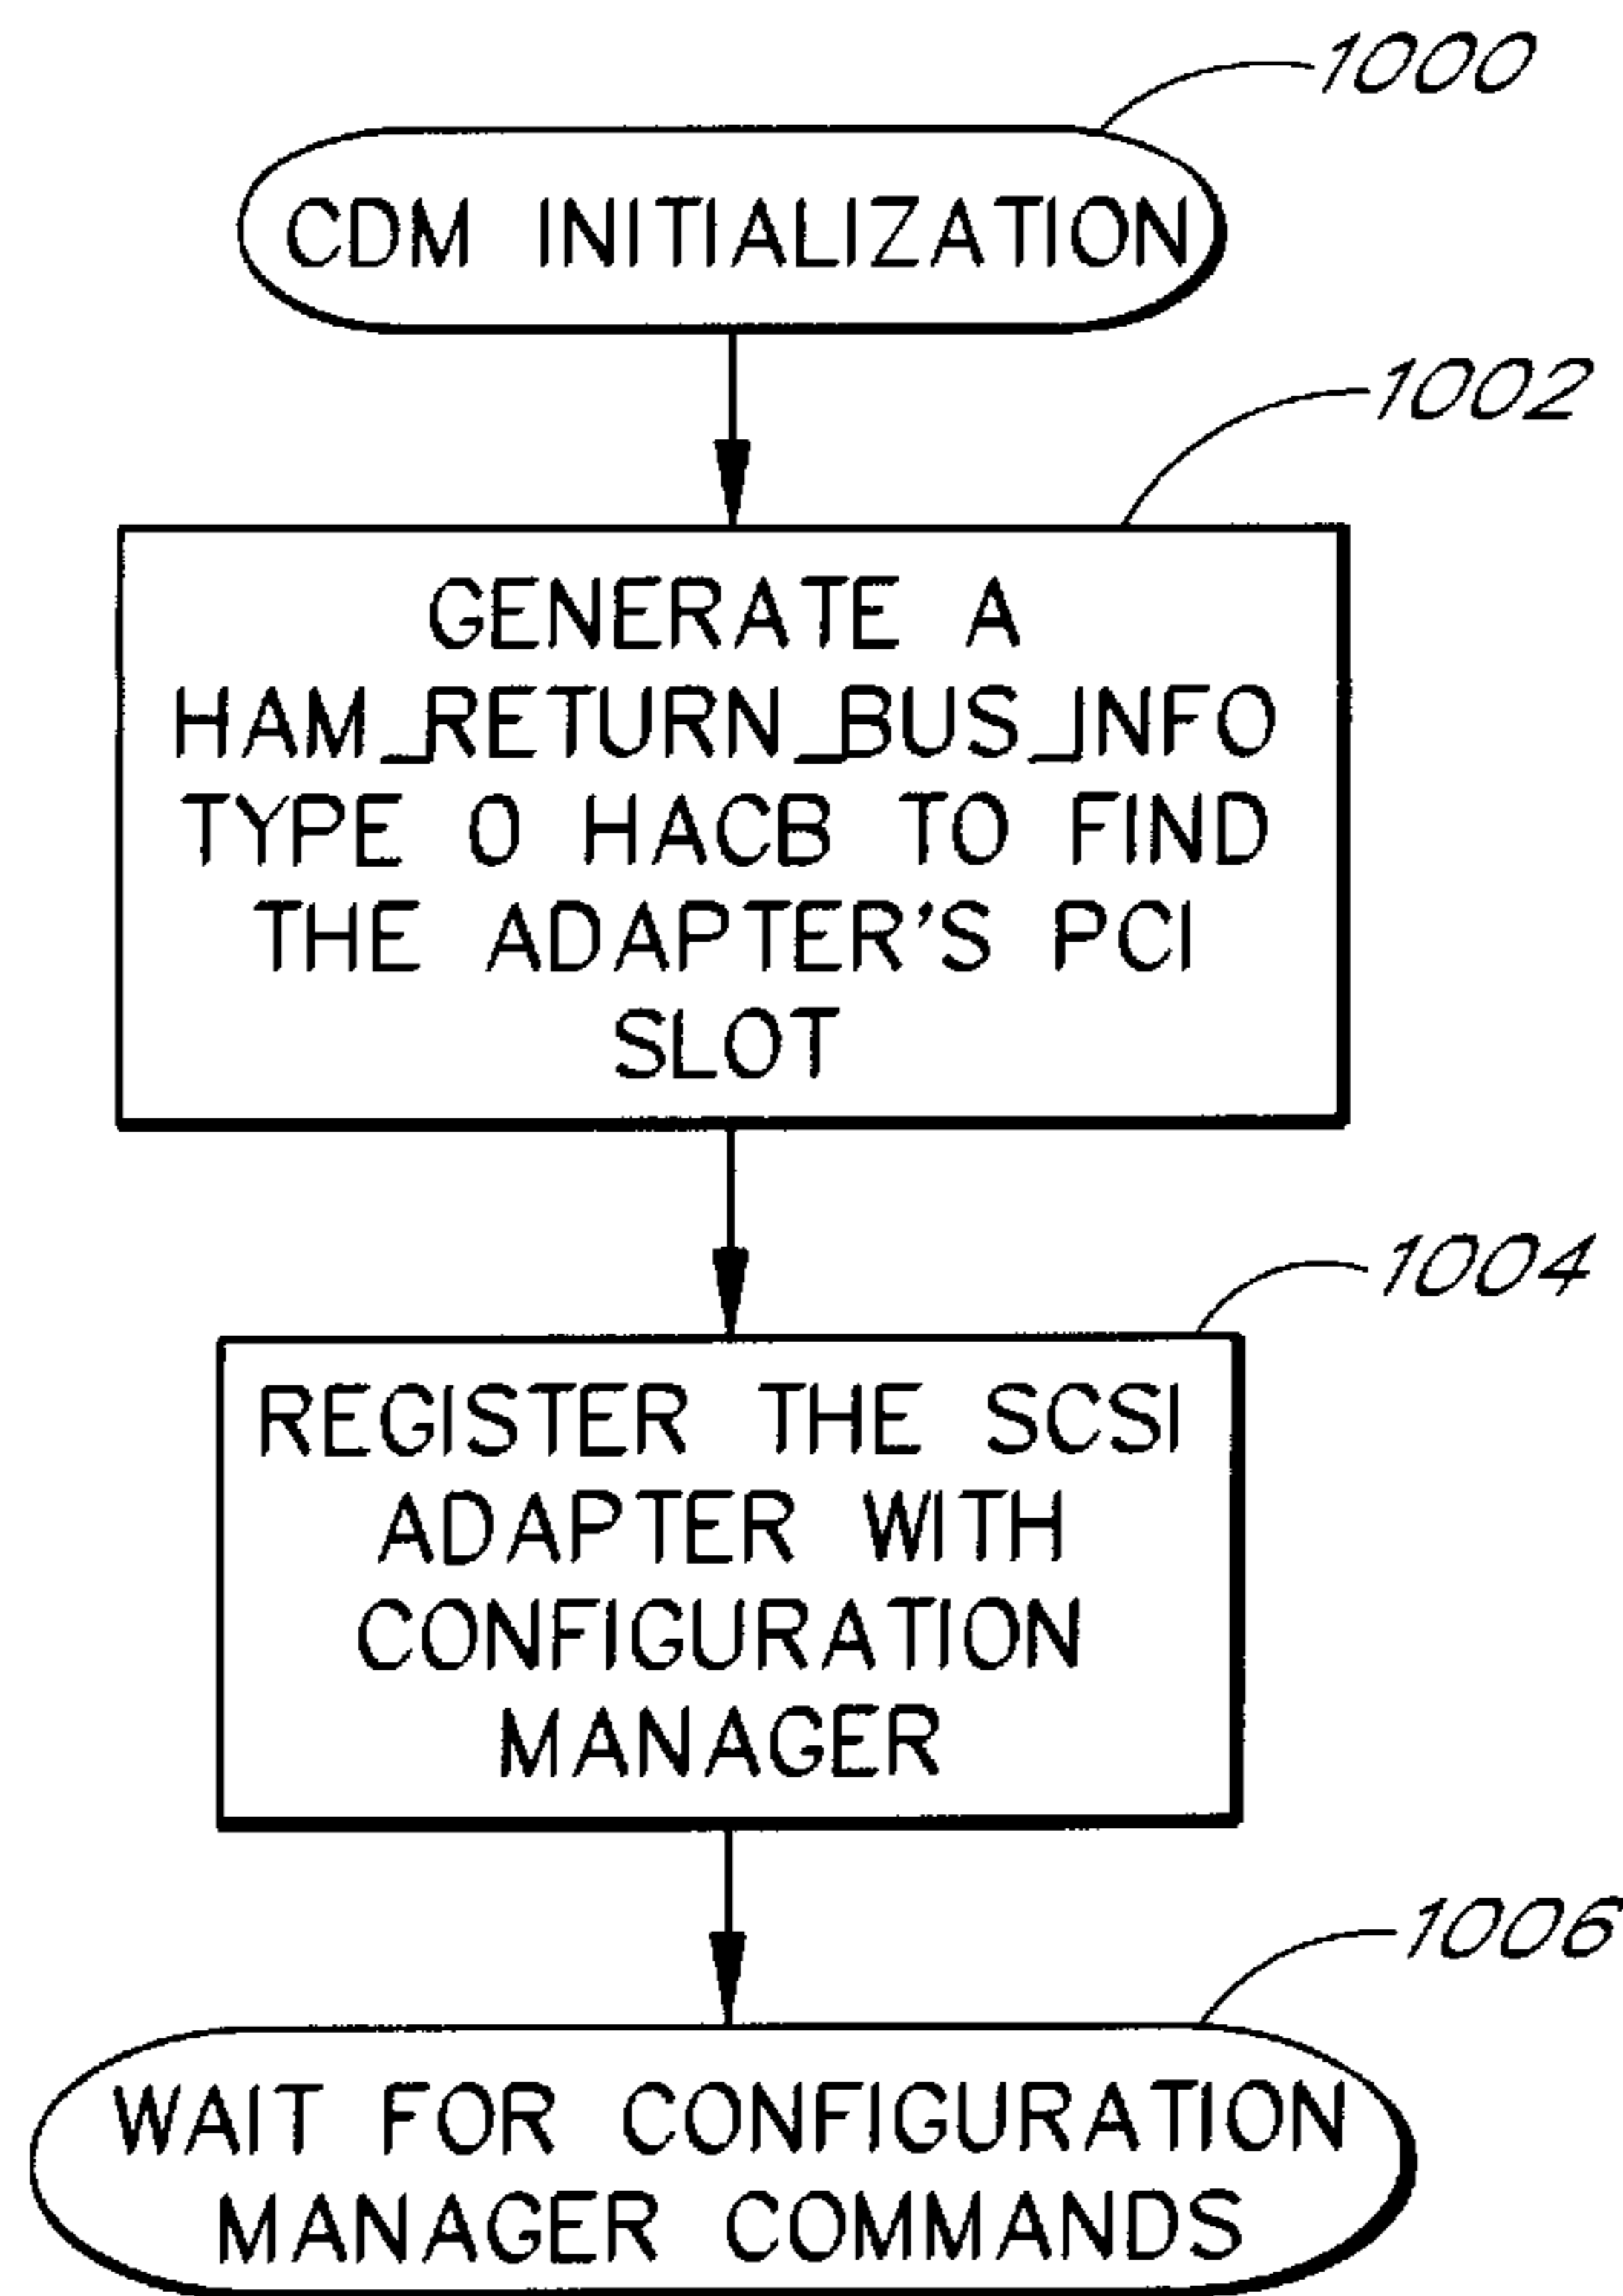 1000
CDM INITIALIZATION
1002
GENERATE A
HAM_RETURN_BUS_INFO
TYPE 0 HACB TO FIND
THE ADAPTER'S PCI
SLOT
1004
REGISTER THE SCSI
ADAPTER WITH
CONFIGURATION
MANAGER
1006
WAIT FOR CONFIGURATION
MANAGER COMMANDS